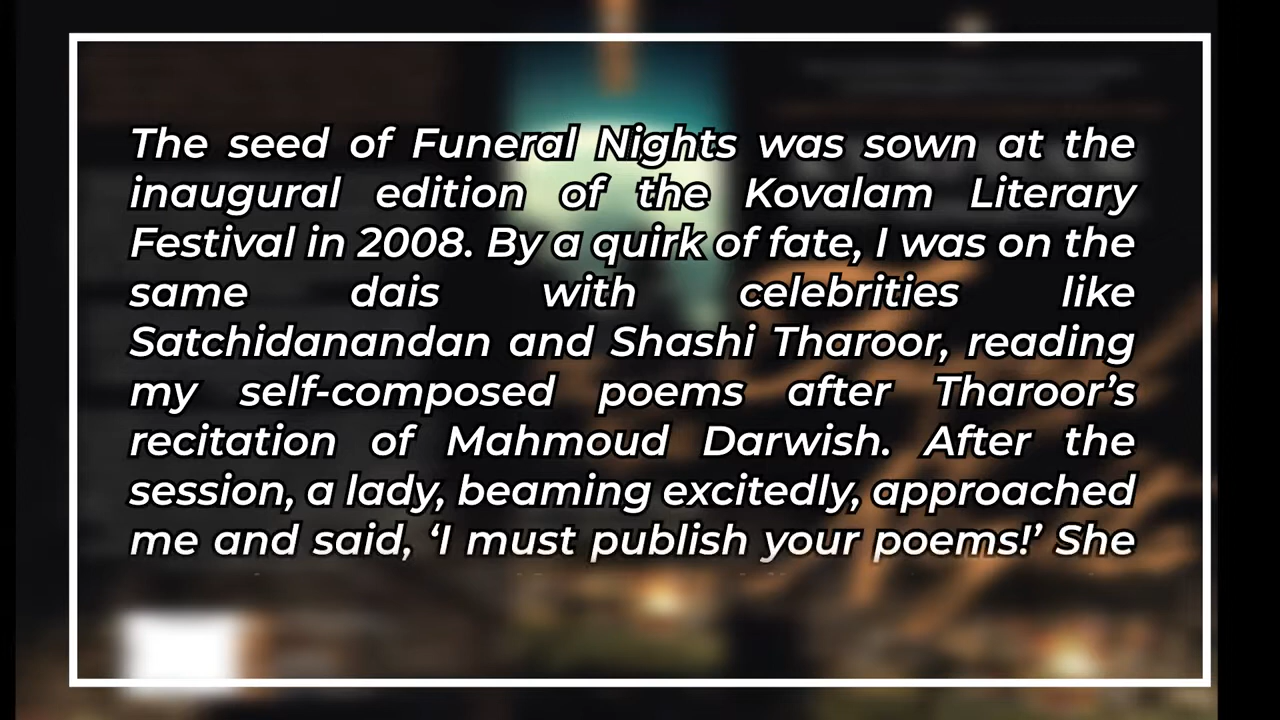 The seed of Funeral Nights was sown at the
inaugural edition of the Kovalam Literary
Festival in 2008. By a quirk of fate, I was on the
same dais with celebrities like
Satchidanandan and Shashi Tharoor, reading
my self-composed poems after Tharoor’s
recitation of Mahmoud Darwish. After the
session, a lady, beaming excitedly, approached
me and said, ‘I must publish your poems!’ She